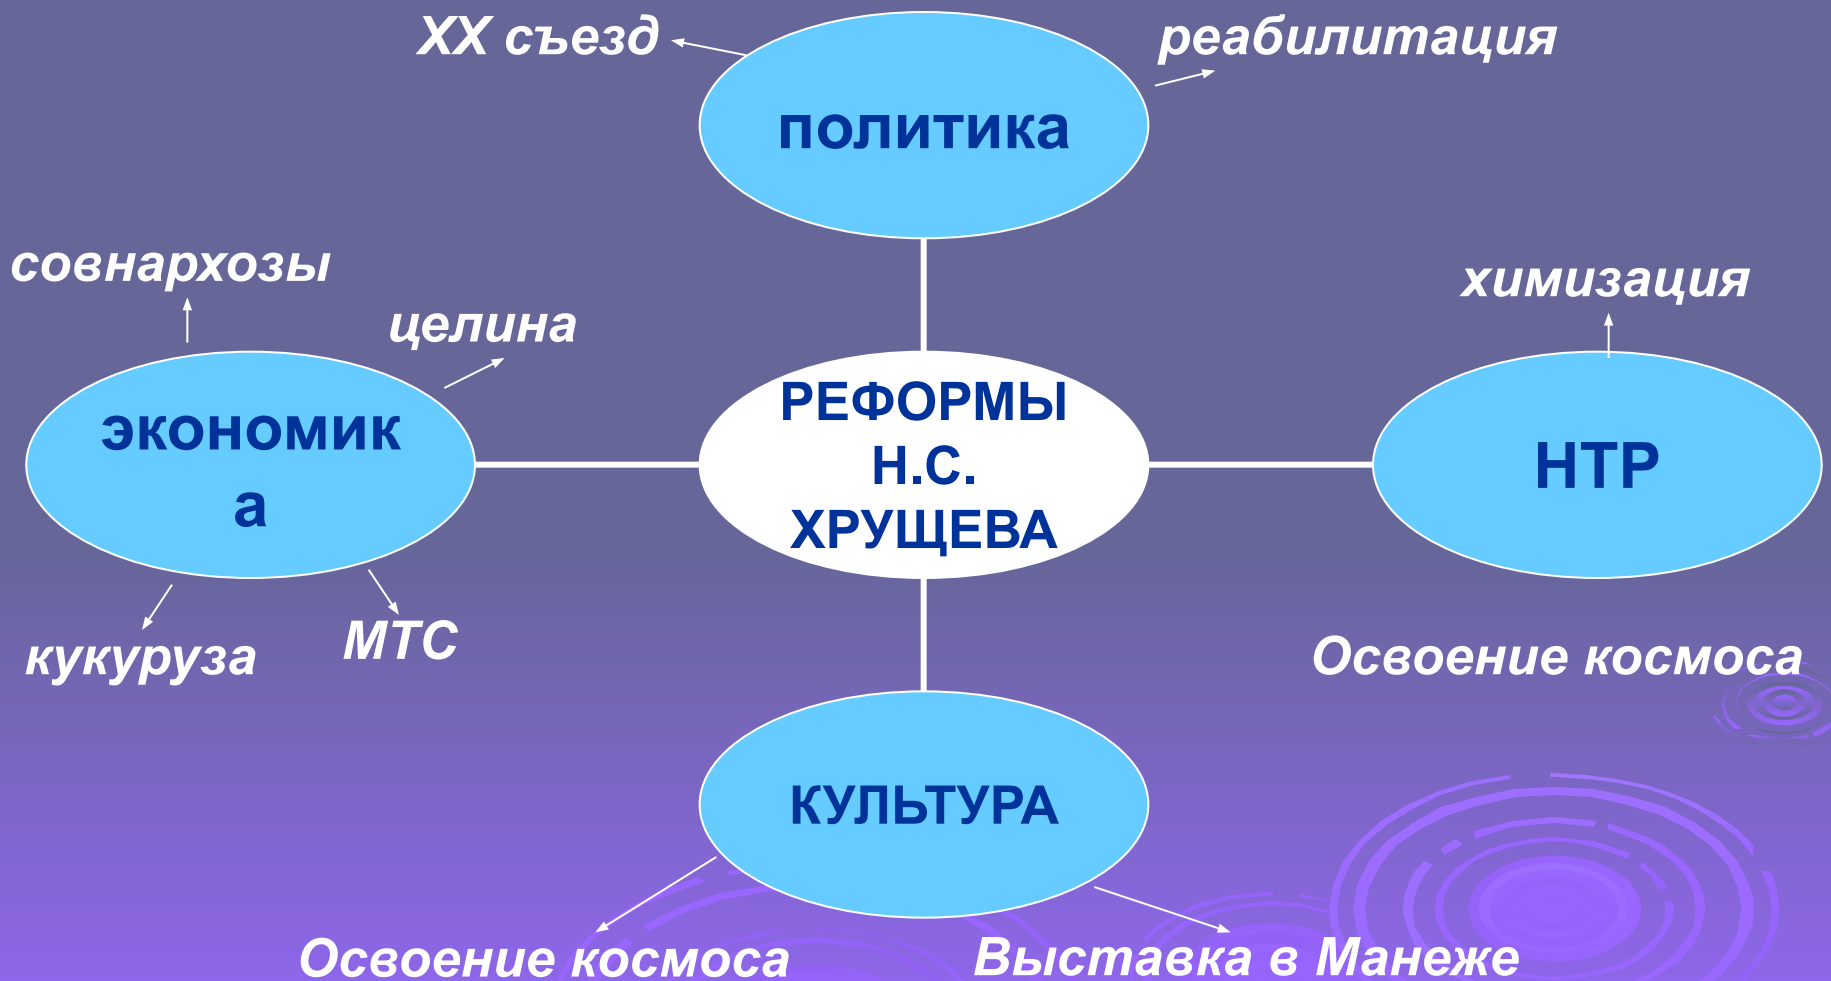 XX съезд
реабилитация
политика
совнархозы
целина
химизация
экономик
а
РЕФОРМЫ
Н.С.
ХРУЩЕВА
НТР
кукуруза
МТС
Освоение космоса
КУЛЬТУРА
Освоение космоса
Выставка в Манеже